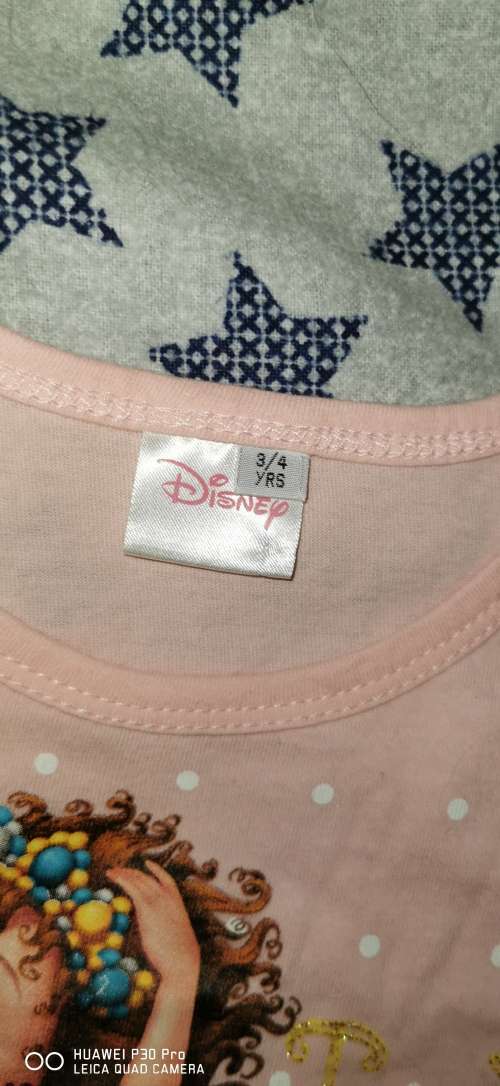 3/4
YRS
Disney
T
HUAWEI P30 Pro
LEICA QUAD CAMERA